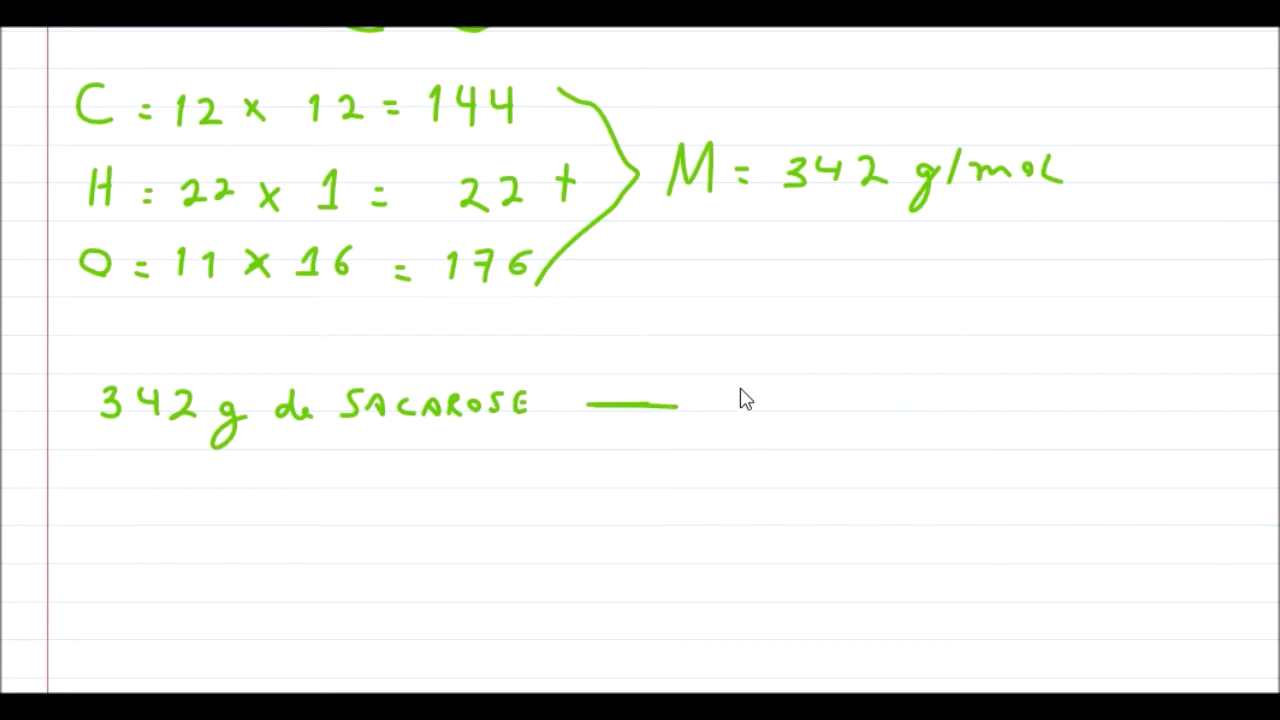 C = 12 x 12 = 144
H = 22 x 1 = 22 +
O = 11 x 16 = 176
M = 342 g/mol
342 g de SACAROSE —